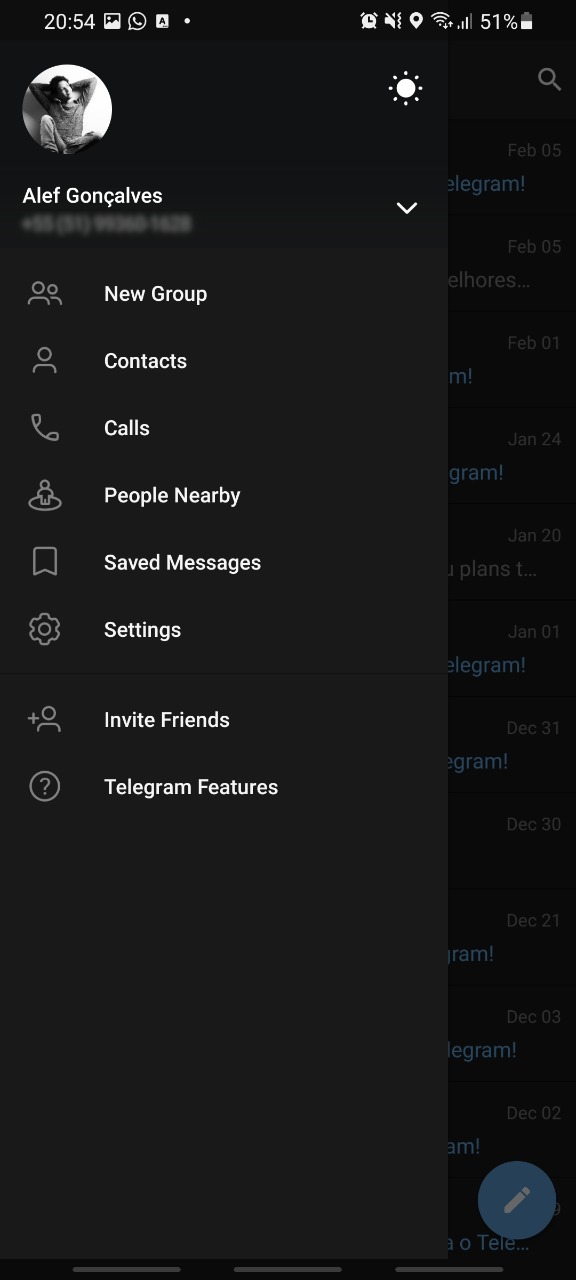 20:54
51%
Alef Gonçalves
New Group
Contacts
Calls
People Nearby
Saved Messages
Settings
Invite Friends
Telegram Features
Feb 05
elegram!
Feb 05
elhores...
Feb 01
m!
Jan 24
gram!
Jan 20
plans t...
Jan 01
elegram!
Dec 31
egram!
Dec 30
Dec 21
gram!
Dec 03
legram!
Dec 02
am!
a o Tele...